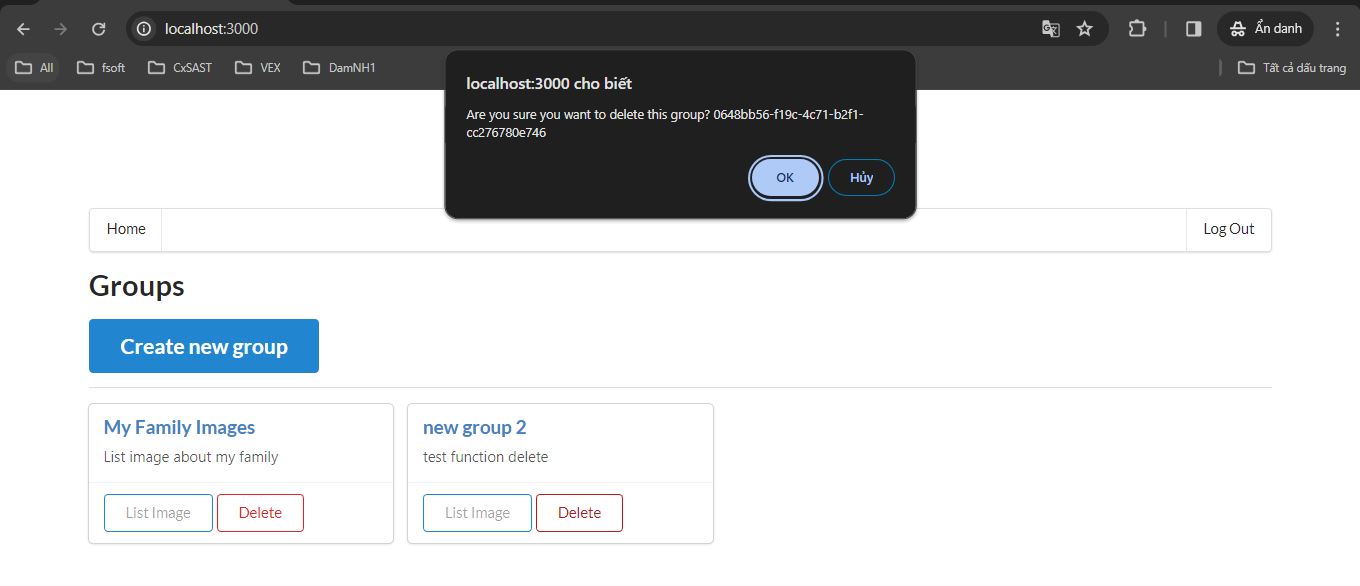 localhost:3000
Ẩn danh
All fsoft CxSAST VEX DamNH1 Tất cả dấu trang
localhost:3000 cho biết
Are you sure you want to delete this group? 0648bb56-f19c-4c71-b2f1-
cc276780e746
OK Hủy
Home Log Out
Groups
Create new group
My Family Images
List image about my family
List Image Delete
new group 2
test function delete
List Image Delete